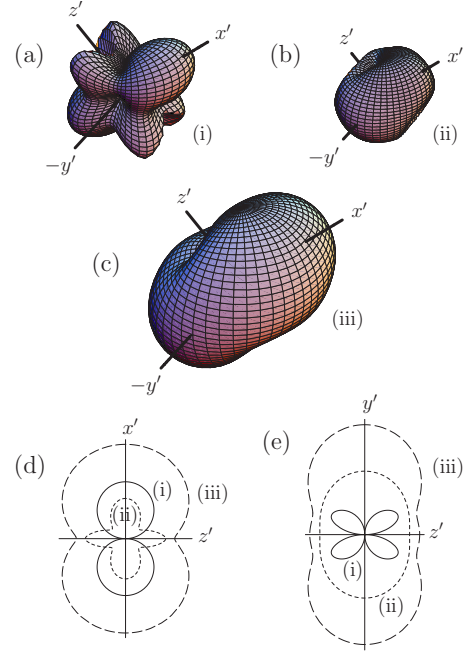 (a)
z′
x′
−y′
(i)
(b)
z′
x′
−y′
(ii)
(c)
z′
x′
−y′
(iii)
(d)
x′
(i)
(ii)
(iii)
z′
(e)
y′
(iii)
z′
(i)
(ii)